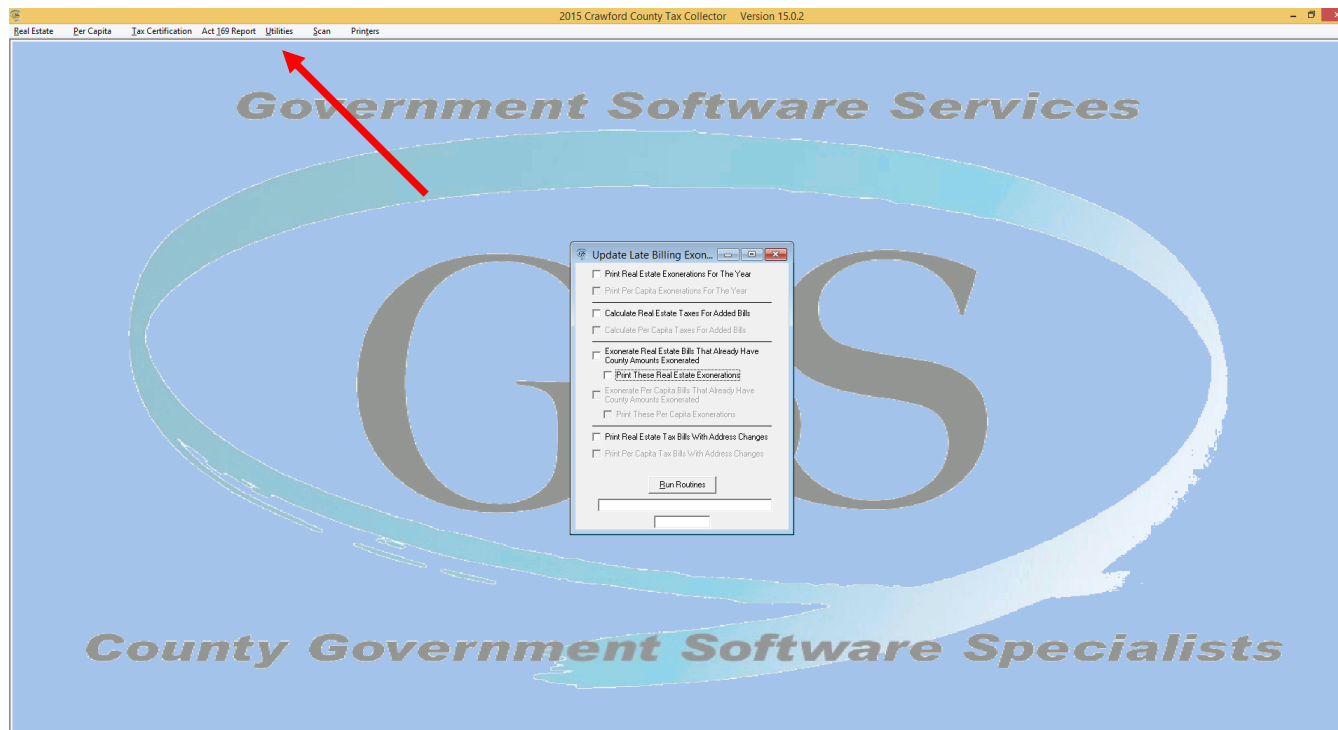 2015 Crawford County Tax Collector Version 15.0.2
Real Estate Per Capita Tax Certification Act 169 Report Utilities Scan Printers
Government Software Services
GSS
Update Late Billing Exon...
Print Real Estate Exonerations For The Year
Print Per Capita Exonerations For The Year
Calculate Real Estate Taxes For Added Bills
Calculate Per Capita Taxes For Added Bills
Exonerate Real Estate Bills That Already Have
County Amounts Exonerated
Print These Real Estate Exonerations
Exonerate Per Capita Bills That Already Have
County Amounts Exonerated
Print These Per Capita Exonerations
Print Real Estate Tax Bills With Address Changes
Print Per Capita Tax Bills With Address Changes
Run Routines
County Government Software Specialists